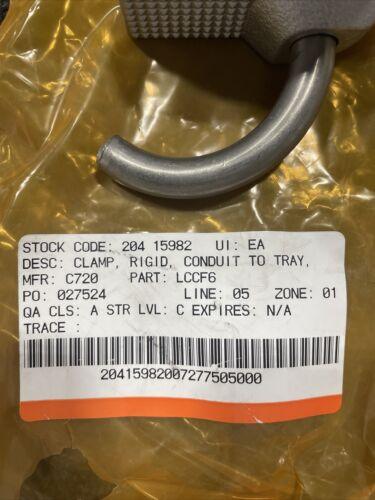 STOCK CODE: 204 15982 UI: EA
DESC: CLAMP, RIGID, CONDUIT TO TRAY,
MFR: C720 PART: LCCF6
PO: 027524 LINE: 05 ZONE: 01
QA CLS: A STR LVL: C EXPIRES: N/A
TRACE :
20415982007277505000